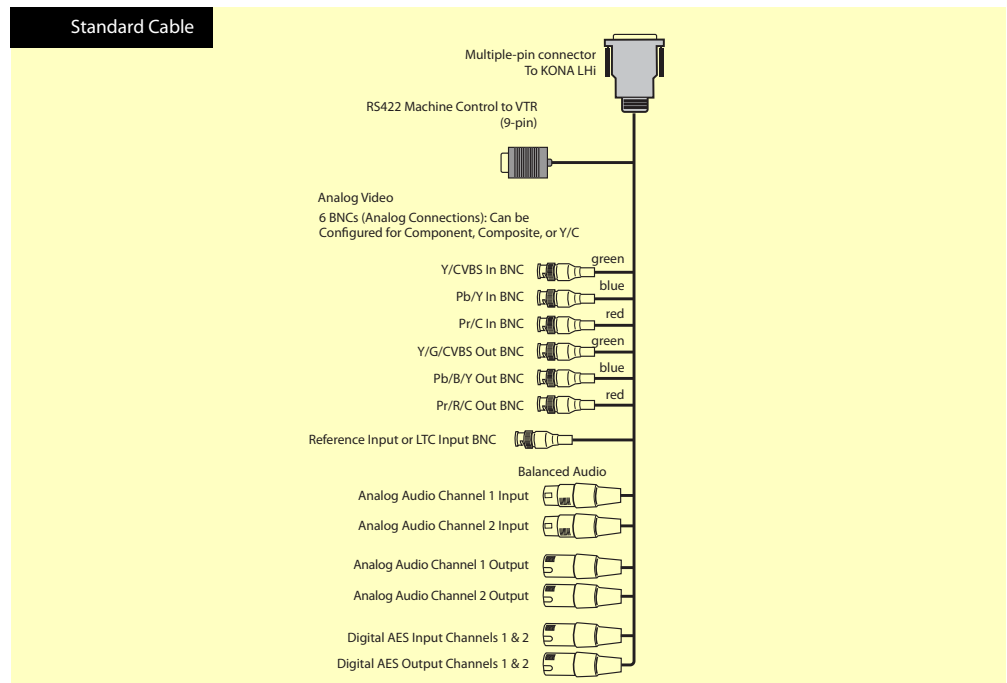 Standard Cable
Multiple-pin connector
To KONA LHi
RS422 Machine Control to VTR
(9-pin)
Analog Video
6 BNCs (Analog Connections): Can be
Configured for Component, Composite, or Y/C
green
Y/CVBS In BNC
blue
Pb/Y In BNC
red
Pr/C In BNC
green
Y/G/CVBS Out BNC
blue
Pb/B/Y Out BNC
red
Pr/R/C Out BNC
Reference Input or LTC Input BNC
Balanced Audio
Analog Audio Channel 1 Input
Analog Audio Channel 2 Input
Analog Audio Channel 1 Output
Analog Audio Channel 2 Output
Digital AES Input Channels 1 & 2
Digital AES Output Channels 1 & 2